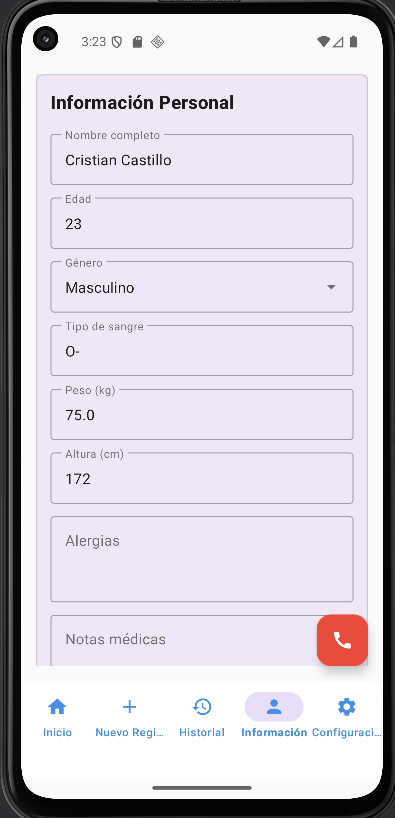 3:23
Información Personal
Nombre completo
Cristian Castillo
Edad
23
Género
Masculino
Tipo de sangre
O-
Peso (kg)
75.0
Altura (cm)
172
Alergias
Notas médicas
Inicio
Nuevo Regi...
Historial
Información
Configuraci...